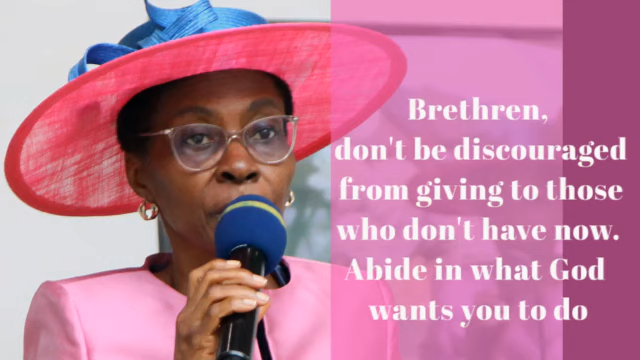 Brethren,
don't be discouraged
from giving to those
who don't have now.
Abide in what God
wants you to do